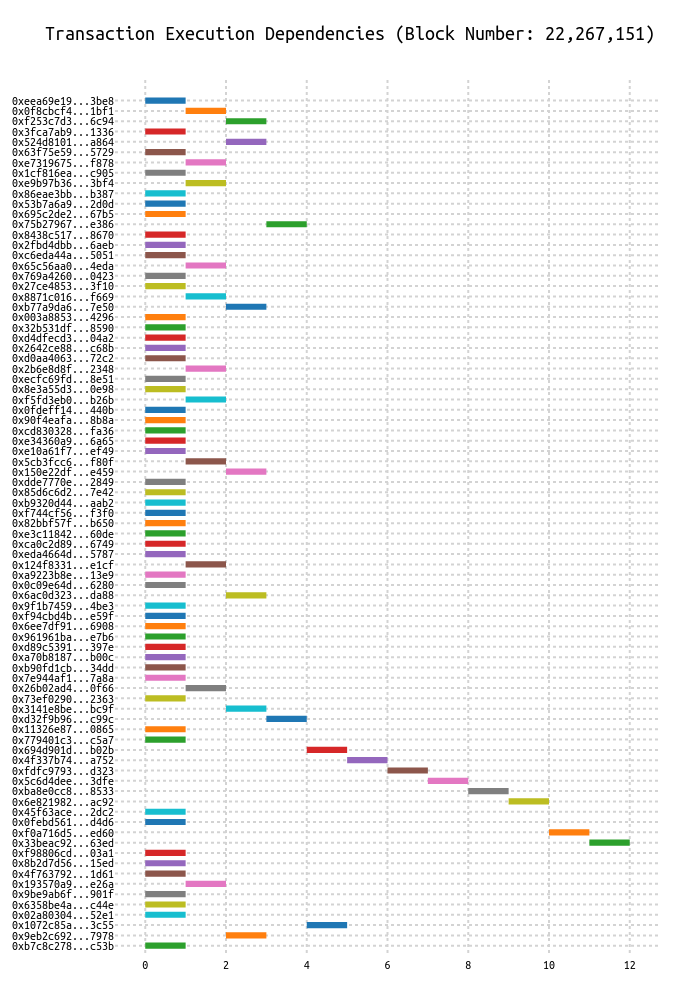 Transaction Execution Dependencies (Block Number: 22,267,151)
0xeea69e19...3be8
0x0f8cbcf4...1bf1
0xf253c7d3...6c94
0x3fca7ab9...1336
0x524d8101...a864
0x63f75e59...5729
0xe7319675...f878
0x1cf816ea...c905
0xe9b97b36...3bf4
0x86eae3bb...b387
0x53b7a6a9...2d0d
0x695c2de2...67b5
0x75b27967...e386
0x8438c517...8670
0x2fbd4dbb...6aeb
0xc6eda44a...5051
0x65c56aa0...4eda
0x769a4260...0423
0x27ce4853...3f10
0x8871c016...f669
0xb77a9da6...7e50
0x003a8853...4296
0x32b531df...8590
0xd4dfecd3...04a2
0x2642ce88...c68b
0xd0aa4063...72c2
0x2b6e8d8f...2348
0xecfc69fd...8e51
0x8e3a55d3...0e98
0xf5fd3eb0...b26b
0x0fdeff14...440b
0x90f4eafa...8b8a
0xcd830328...fa36
0xe34360a9...6a65
0xe10a61f7...ef49
0x5cb3fcc6...f80f
0x150e22df...e459
0xdde7770e...2849
0x85d6c6d2...7e42
0xb9320d44...aab2
0xf744cf56...f3f0
0x82bbf57f...b650
0xe3c11842...60de
0xca0c2d89...6749
0xeda4664d...5787
0x124f8331...e1cf
0xa9223b8e...13e9
0x0c09e64d...6280
0x6ac0d323...da88
0x9f1b7459...4be3
0xf94cbd4b...e59f
0x6ee7df91...6908
0x961961ba...e7b6
0xd89c5391...397e
0xa70b8187...b00c
0xb90fd1cb...34dd
0x7e944af1...7a8a
0x26b02ad4...0f66
0x73ef0290...2363
0x3141e8be...bc9f
0xd32f9b96...c99c
0x11326e87...0865
0x779401c3...c5a7
0x694d901d...b02b
0x4f337b74...a752
0xfdfc9793...d323
0x5c6d4dee...3dfe
0xba8e0cc8...8533
0x6e821982...ac92
0x45f63ace...2dc2
0x0febd561...d4d6
0xf0a716d5...ed60
0x33beac92...63ed
0xf98806cd...03a1
0x8b2d7d56...15ed
0x4f763792...1d61
0x193570a9...e26a
0x9be9ab6f...901f
0x6358be4a...c44e
0x02a80304...52e1
0x1072c85a...3c55
0x9eb2c692...7978
0xb7c8c278...c53b
0 2 4 6 8 10 12